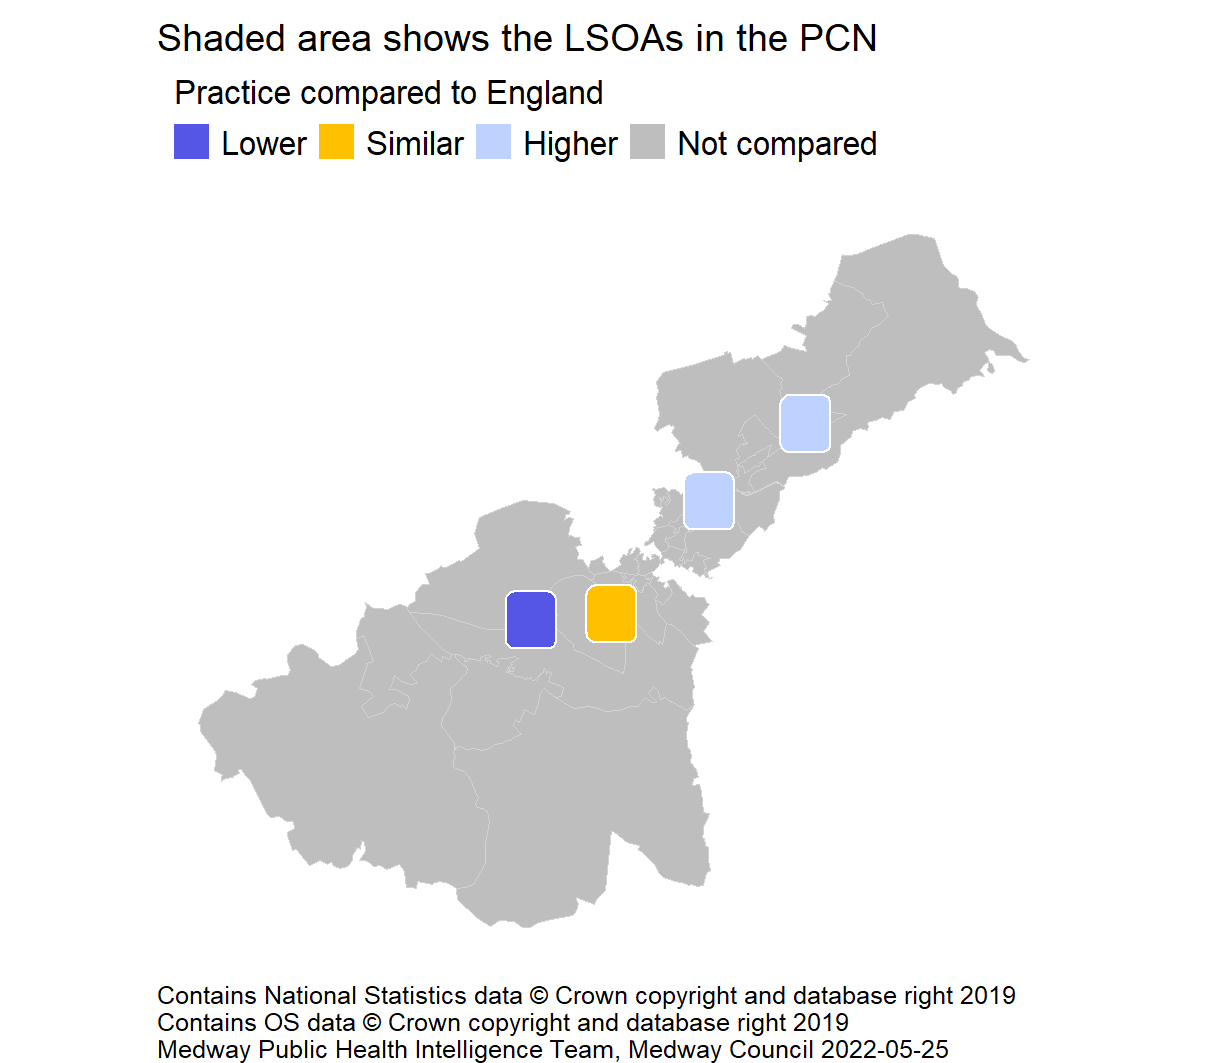 Shaded area shows the LSOAs in the PCN
Practice compared to England
Lower Similar Higher Not compared
Contains National Statistics data © Crown copyright and database right 2019
Contains OS data © Crown copyright and database right 2019
Medway Public Health Intelligence Team, Medway Council 2022-05-25